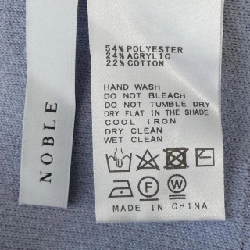 NOBLE
54% POLYESTER
24% ACRYLIC
22% COTTON
HAND WASH
DO NOT BLEACH
DO NOT TUMBLE DRY
DRY FLAT IN THE SHADE
COOL IRON
DRY CLEAN
WET CLEAN
F W
MADE IN CHINA